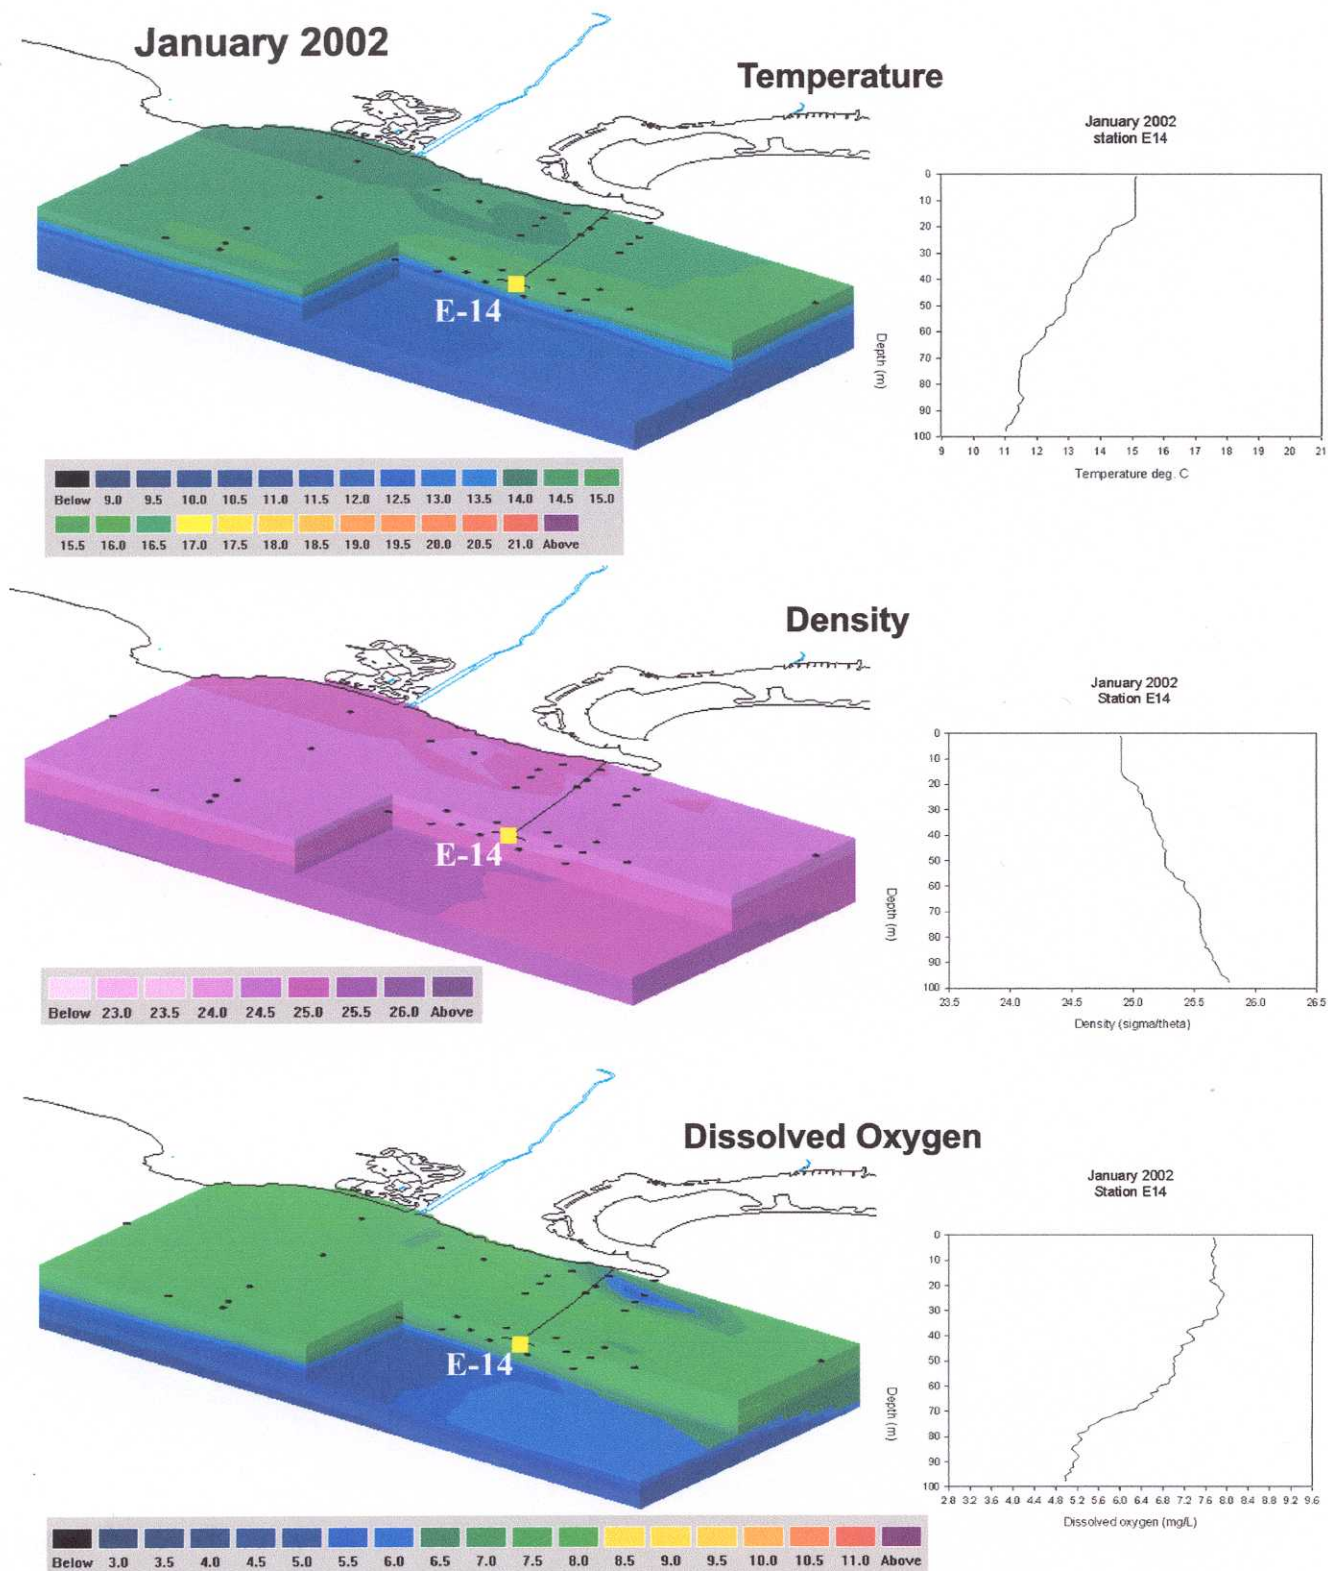 January 2002
Temperature
January 2002
station E14
0
10
20
30
40
50
60
70
80
90
100
Depth (m)
9 10 11 12 13 14 15 16 17 18 19 20 21
Temperature deg. C
E-14
Below 9.0 9.5 10.0 10.5 11.0 11.5 12.0 12.5 13.0 13.5 14.0 14.5 15.0
15.5 16.0 16.5 17.0 17.5 18.0 18.5 19.0 19.5 20.0 20.5 21.0 Above
Density
January 2002
Station E14
0
10
20
30
40
50
60
70
80
90
100
Depth (m)
23.5 24.0 24.5 25.0 25.5 26.0 26.5
Density (sigma/theta)
E-14
Below 23.0 23.5 24.0 24.5 25.0 25.5 26.0 Above
Dissolved Oxygen
January 2002
Station E14
0
10
20
30
40
50
60
70
80
90
100
Depth (m)
2.8 3.2 3.6 4.0 4.4 4.8 5.2 5.6 6.0 6.4 6.8 7.2 7.6 8.0 8.4 8.8 9.2 9.6
Dissolved oxygen (mg/L)
E-14
Below 3.0 3.5 4.0 4.5 5.0 5.5 6.0 6.5 7.0 7.5 8.0 8.5 9.0 9.5 10.0 10.5 11.0 Above